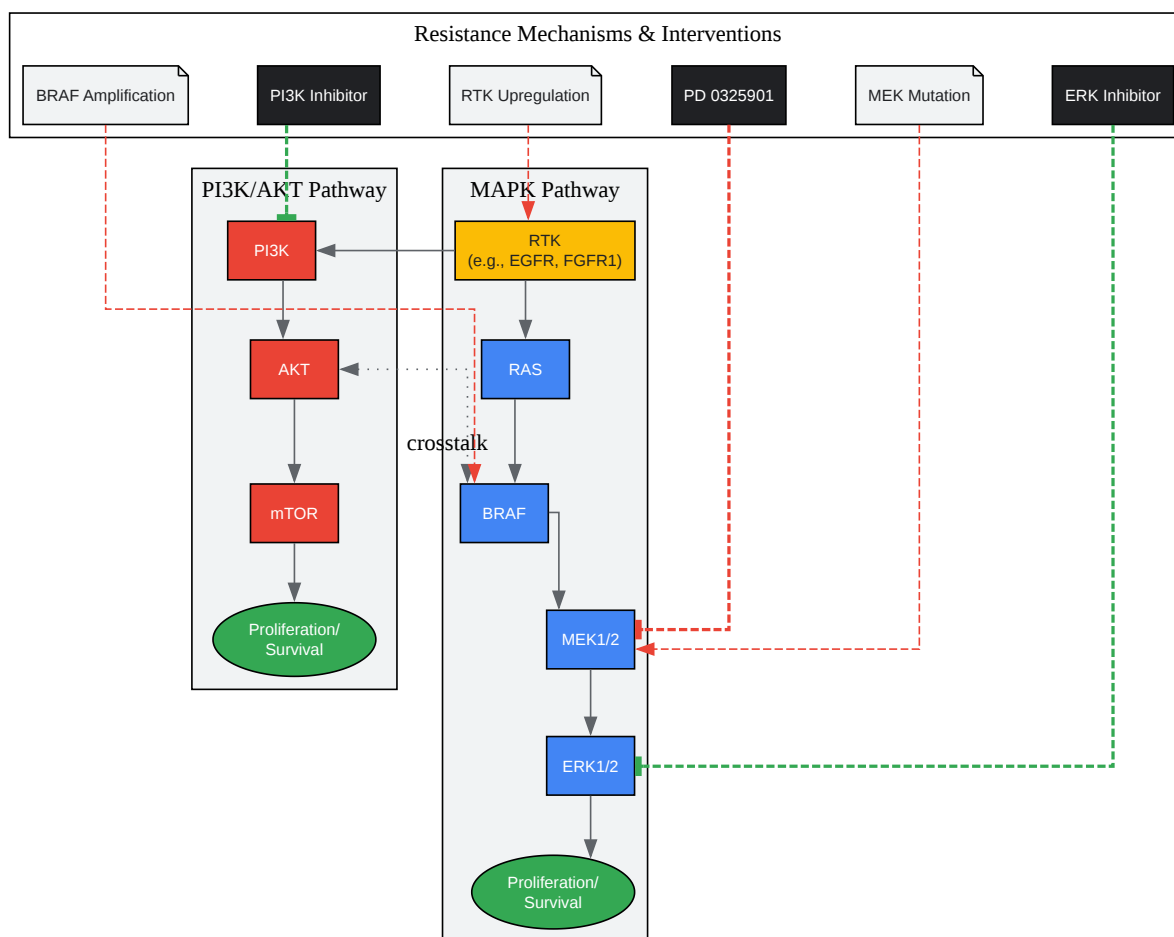 Resistance Mechanisms & Interventions
BRAF Amplification
PI3K Inhibitor
RTK Upregulation
PD 0325901
MEK Mutation
ERK Inhibitor
PI3K/AKT Pathway
MAPK Pathway
PI3K
RTK
(e.g., EGFR, FGFR1)
AKT
RAS
crosstalk
mTOR
BRAF
Proliferation/
Survival
MEK1/2
ERK1/2
Proliferation/
Survival